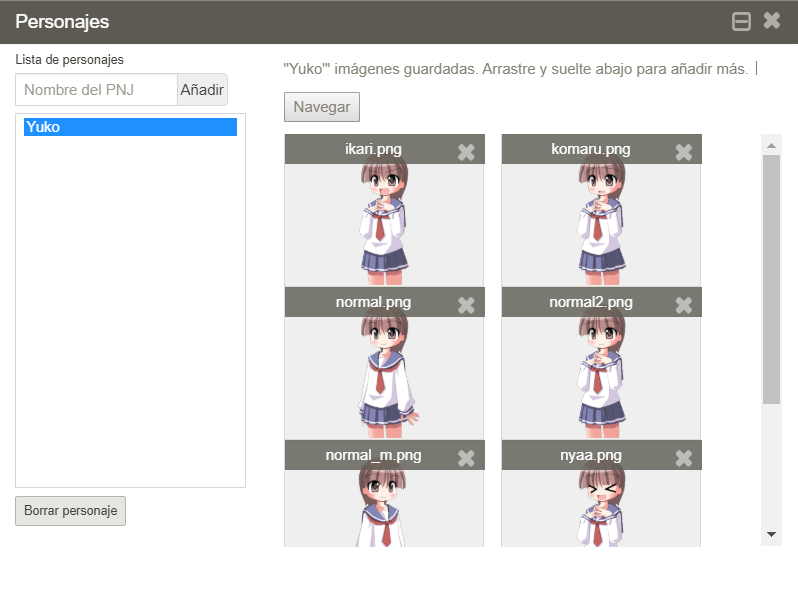 Personajes
Lista de personajes
Nombre del PNJ
Añadir
Yuko
Borrar personaje
"Yuko'" imágenes guardadas. Arrastre y suelte abajo para añadir más.
Navegar
ikari.png
komaru.png
normal.png
normal2.png
normal_m.png
nyaa.png